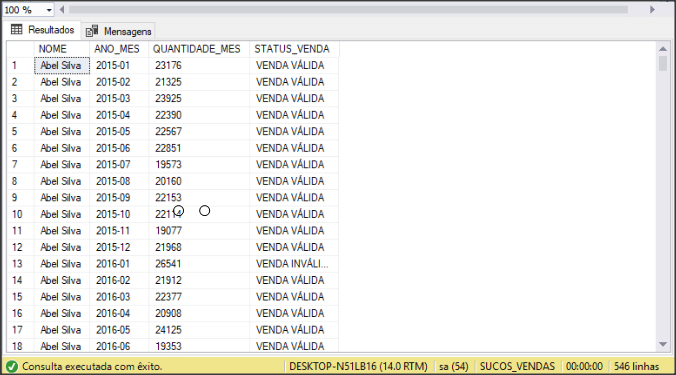 100 %
Resultados Mensagens
NOME ANO_MES QUANTIDADE_MES STATUS_VENDA
1 Abel Silva 2015-01 23176 VENDA VÁLIDA
2 Abel Silva 2015-02 21325 VENDA VÁLIDA
3 Abel Silva 2015-03 23925 VENDA VÁLIDA
4 Abel Silva 2015-04 22390 VENDA VÁLIDA
5 Abel Silva 2015-05 22567 VENDA VÁLIDA
6 Abel Silva 2015-06 22851 VENDA VÁLIDA
7 Abel Silva 2015-07 19573 VENDA VÁLIDA
8 Abel Silva 2015-08 20160 VENDA VÁLIDA
9 Abel Silva 2015-09 22153 VENDA VÁLIDA
10 Abel Silva 2015-10 22114 VENDA VÁLIDA
11 Abel Silva 2015-11 19077 VENDA VÁLIDA
12 Abel Silva 2015-12 21968 VENDA VÁLIDA
13 Abel Silva 2016-01 26541 VENDA INVÁLI...
14 Abel Silva 2016-02 21912 VENDA VÁLIDA
15 Abel Silva 2016-03 22377 VENDA VÁLIDA
16 Abel Silva 2016-04 20908 VENDA VÁLIDA
17 Abel Silva 2016-05 24125 VENDA VÁLIDA
18 Abel Silva 2016-06 19353 VENDA VÁLIDA
Consulta executada com êxito. DESKTOP-N51LB16 (14.0 RTM) sa (54) SUCOS_VENDAS 00:00:00 546 linhas